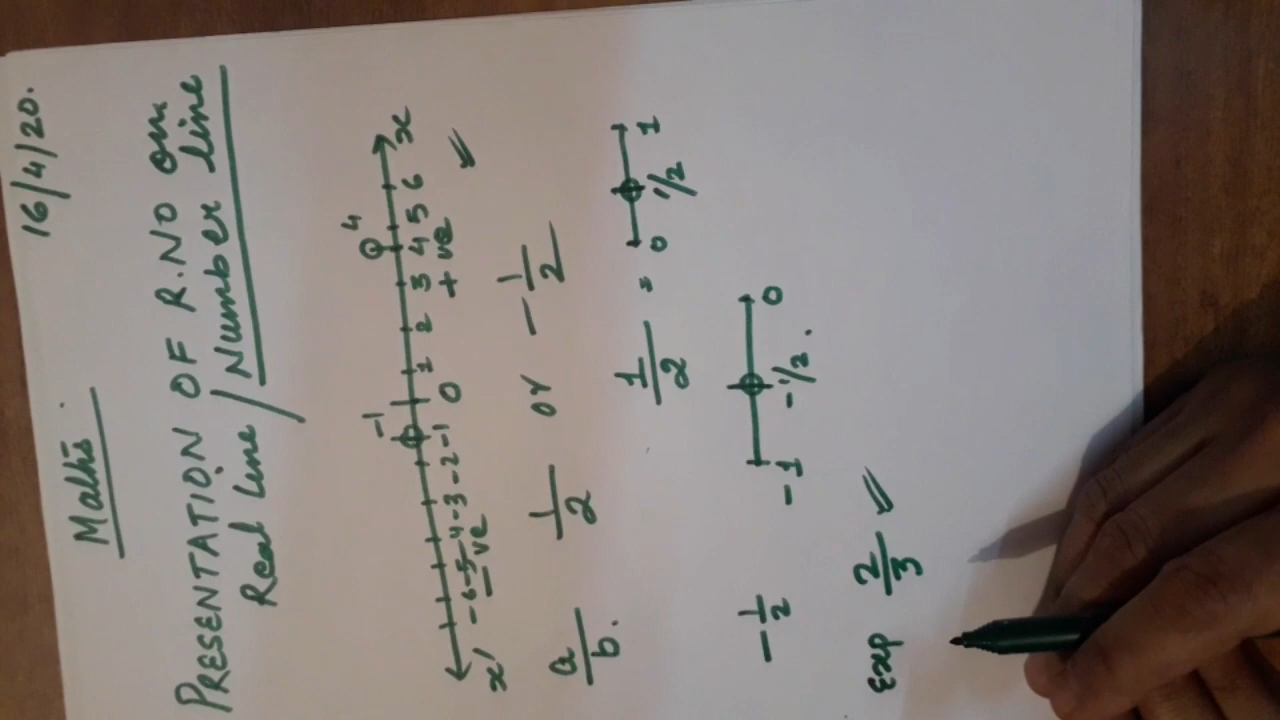 16/4/20.
Maths.
PRESENTATION OF R.NO on
Real Line / Number line
-1 4
-6 -5 -4 -3 -2 -1 0 1 2 3 4 5 6
x' -ve +ve x
a/b. 1/2 or -1/2
1/2 = 0 1/2 1
-1/2 -1 -1/2. 0
Exp 2/3